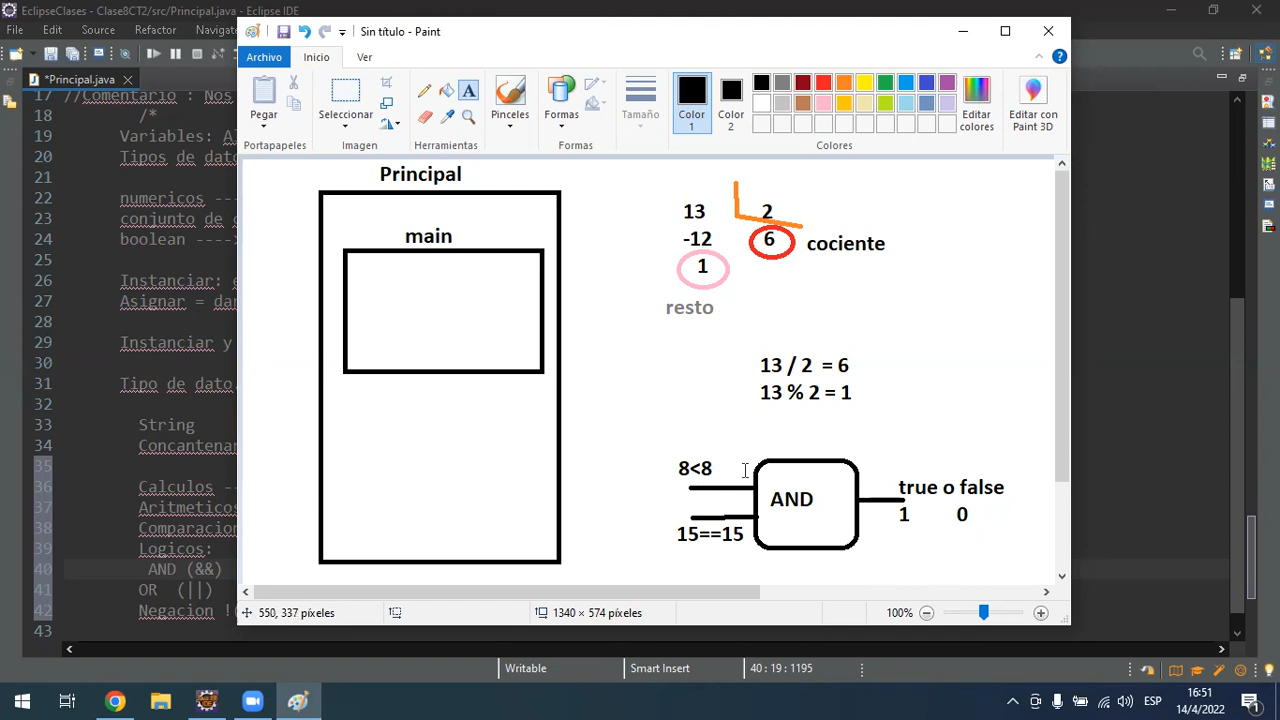 EclipseClases - Clase8CT2/src/Principal.java - Eclipse IDE
File Edit Source Refactor Navigate
*Principal.java
17 //Comentario : Nos
18 /*
19 Variables: Al
20 Tipos de dato
21
22 numericos --
23 conjunto de c
24 boolean ---->
25
26 Instanciar: e
27 Asignar = dar
28
29 Instanciar y
30
31 Tipo de dato.
32
33 String
34 Concantenar
35
36 Calculos --
37 Aritmeticos
38 Comparacion
39 Logicos:
40 AND (&&)
41 OR (||)
42 Negacion !(
43
Sin título - Paint
Archivo Inicio Ver
Pegar
Seleccionar
Pinceles
Formas
Tamaño
Color 1
Color 2
Editar colores
Editar con Paint 3D
Portapapeles Imagen Herramientas Formas Colores
Principal
main
13 2
-12 6 cociente
1
resto
13 / 2 = 6
13 % 2 = 1
8<8
AND
true o false
1 0
15==15
550, 337 píxeles
1340 × 574 píxeles
100%
Writable Smart Insert 40 : 19 : 1195
ESP
16:51
14/4/2022
1